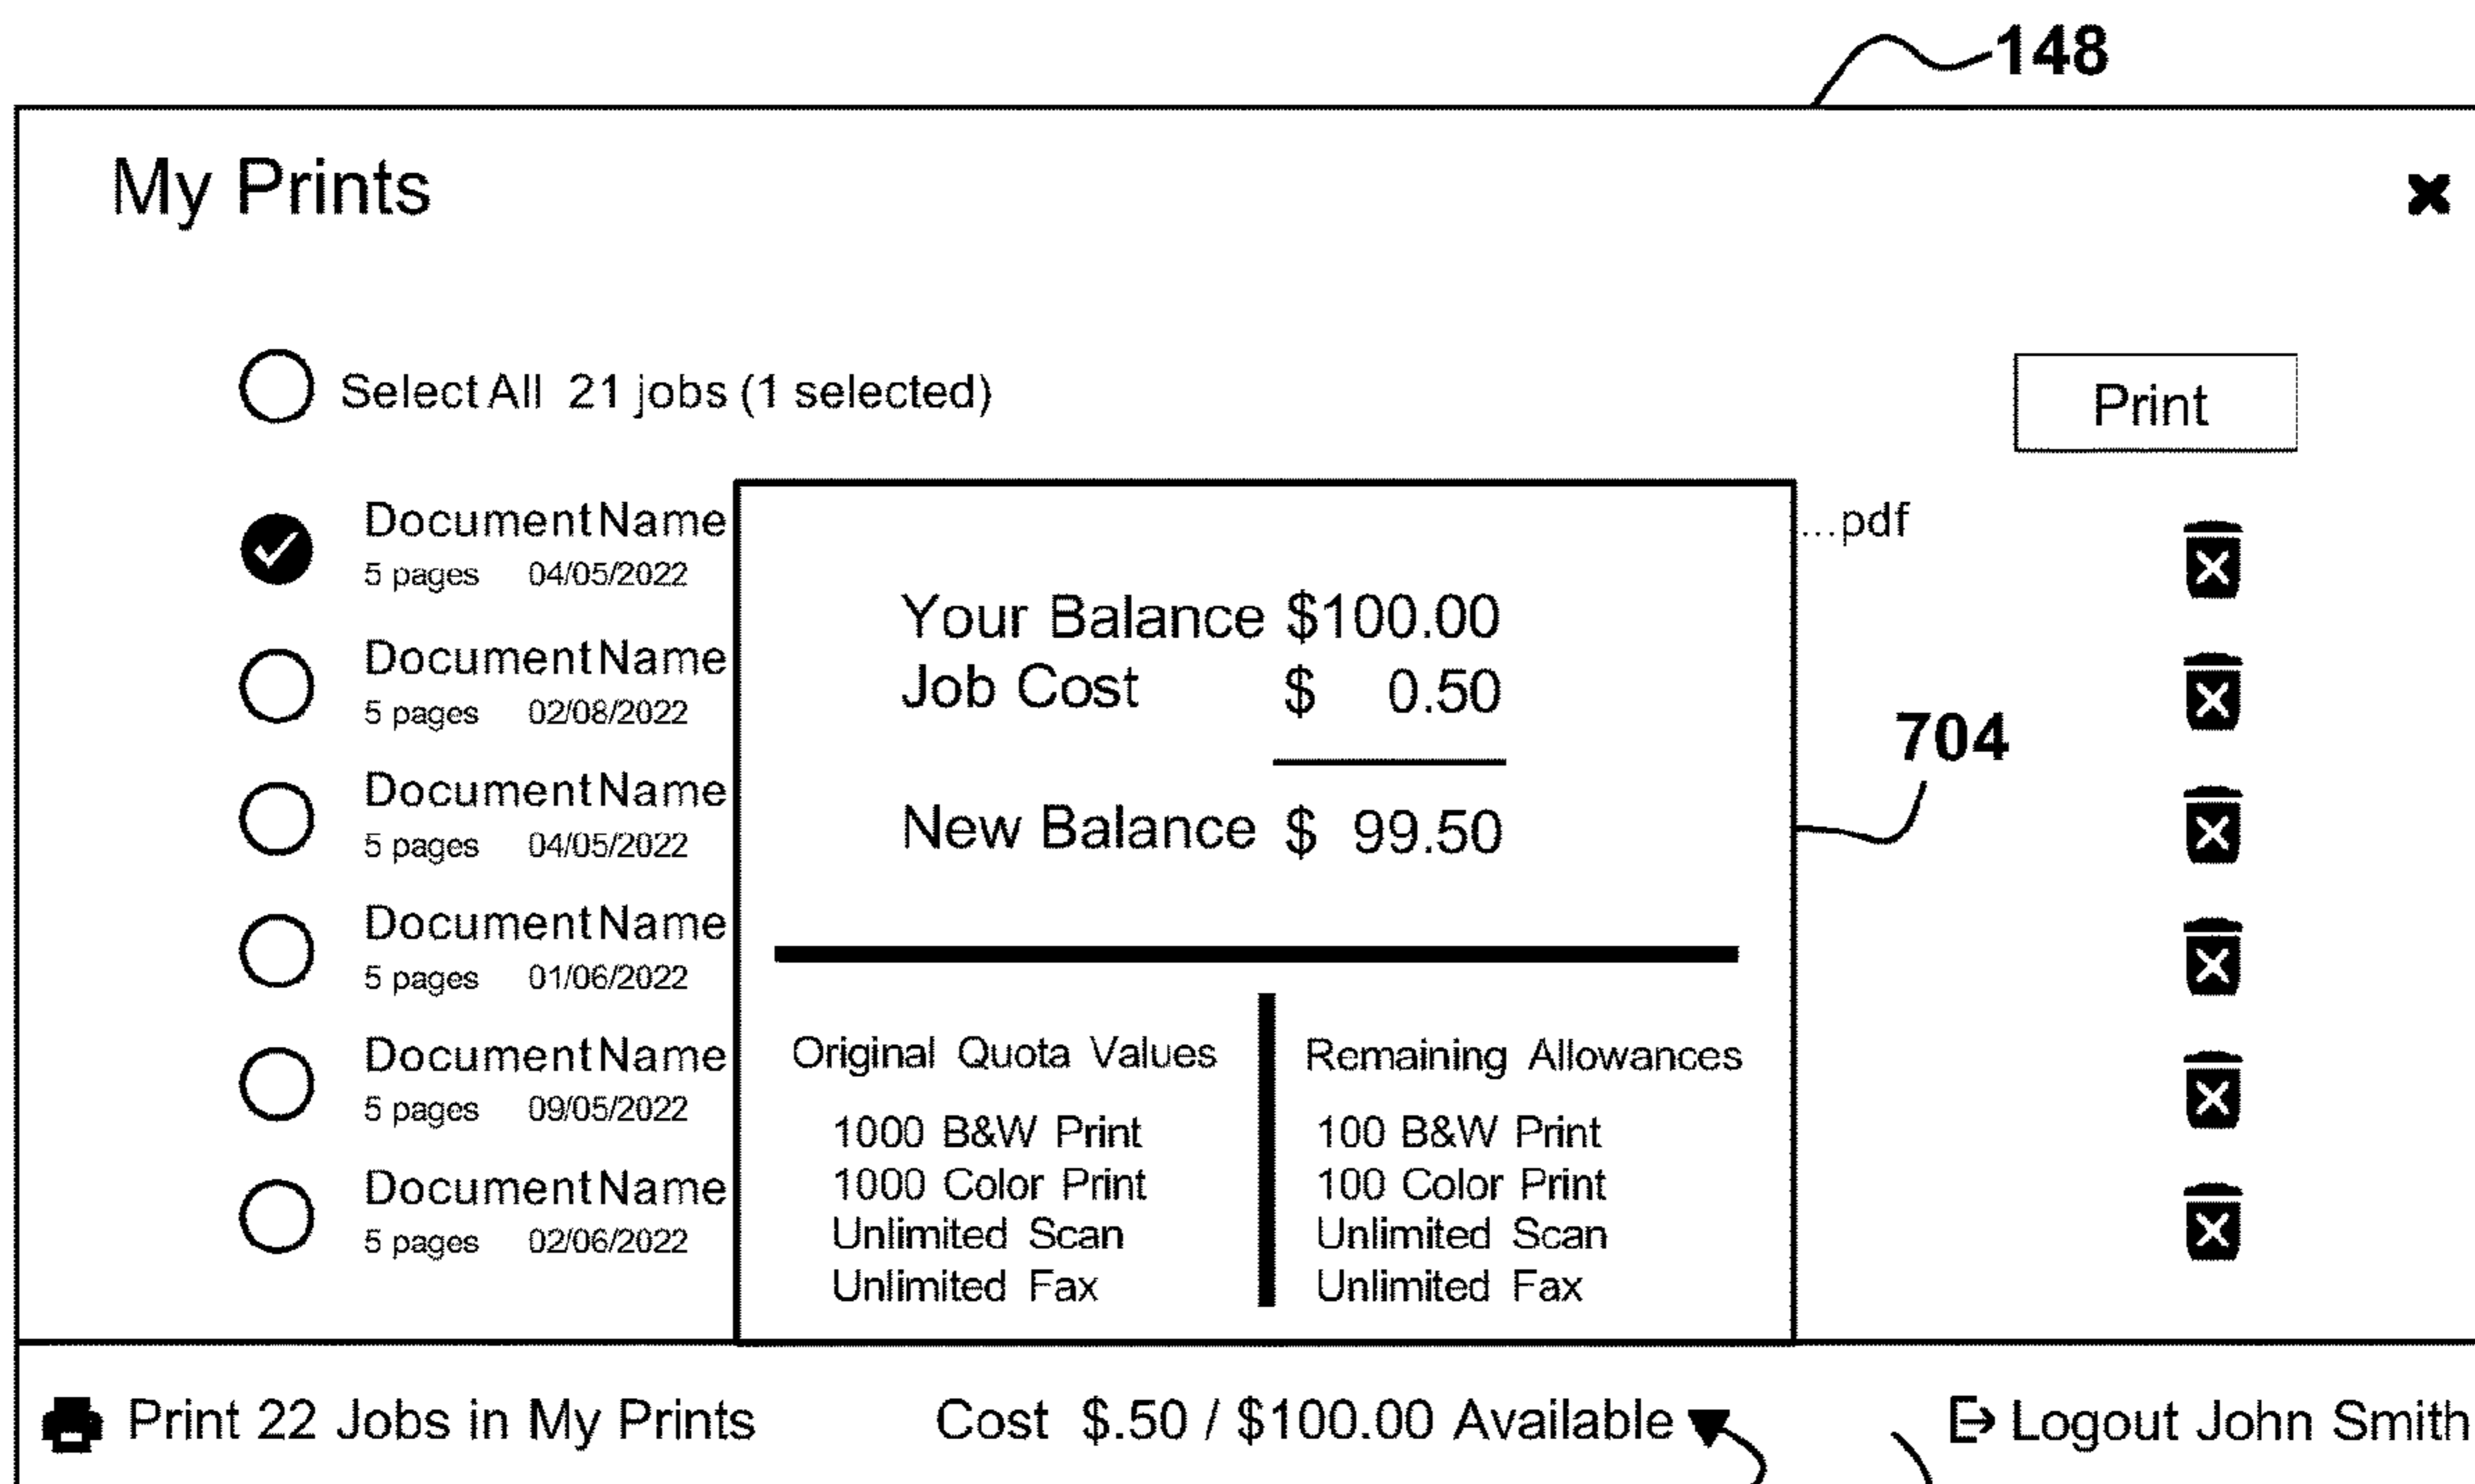 148
My Prints
Select All 21 jobs (1 selected)
Print
DocumentName ...pdf
5 pages 04/05/2022
DocumentName
5 pages 02/08/2022
DocumentName
5 pages 04/05/2022
DocumentName
5 pages 01/06/2022
DocumentName
5 pages 09/05/2022
DocumentName
5 pages 02/06/2022
Your Balance $100.00
Job Cost $ 0.50
New Balance $ 99.50
704
Original Quota Values
1000 B&W Print
1000 Color Print
Unlimited Scan
Unlimited Fax
Remaining Allowances
100 B&W Print
100 Color Print
Unlimited Scan
Unlimited Fax
Print 22 Jobs in My Prints
Cost $.50 / $100.00 Available
Logout John Smith